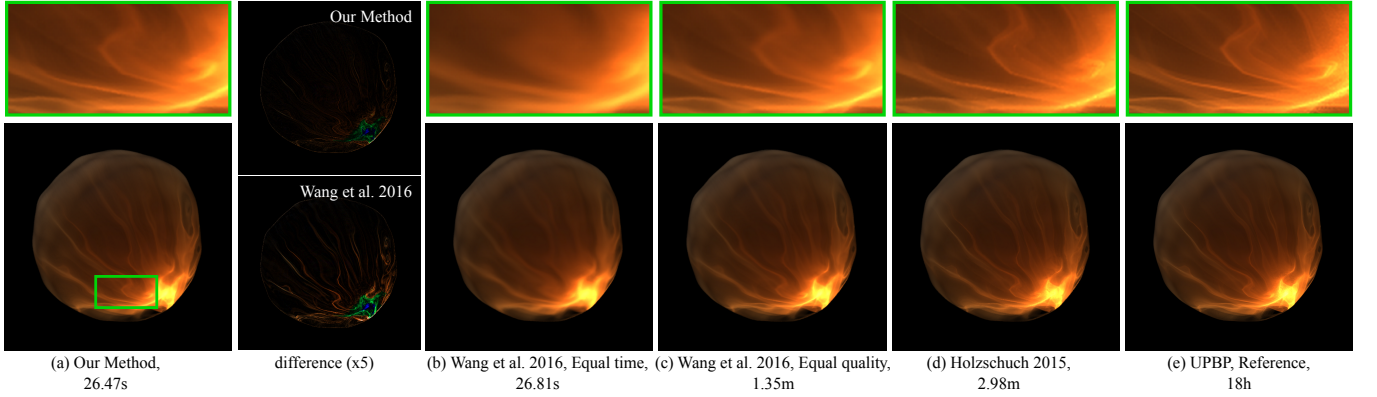 Our Method
Wang et al. 2016
(a) Our Method,
26.47s
difference (x5)
(b) Wang et al. 2016, Equal time,
26.81s
(c) Wang et al. 2016, Equal quality,
1.35m
(d) Holzschuch 2015,
2.98m
(e) UPBP, Reference,
18h